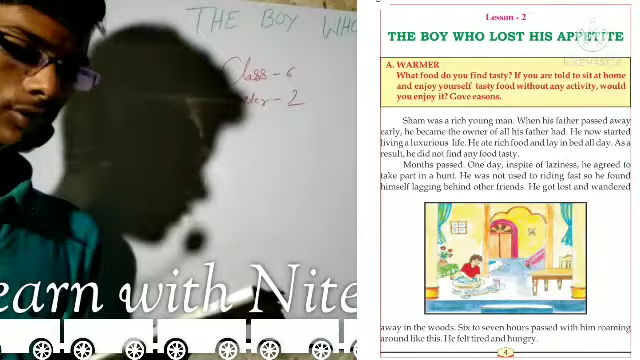 THE BOY WHO
Class - 6
- 2
earn with Nite
Lesson - 2
THE BOY WHO LOST HIS APPETITE
KINEMASTER
A. WARMER
What food do you find tasty? If you are told to sit at home
and enjoy yourself tasty food without any activity, would
you enjoy it? Gove easons.
Sham was a rich young man. When his father passed away
early, he became the owner of all his father had. He now started
living a luxurious life. He ate rich food and lay in bed all day. As a
result, he did not find any food tasty.
Months passed. One day, inspite of laziness, he agreed to
take part in a hunt. He was not used to riding fast so he found
himself lagging behind other friends. He got lost and wandered
away in the woods. Six to seven hours passed with him roaming
around like this. He felt tired and hungry.
4